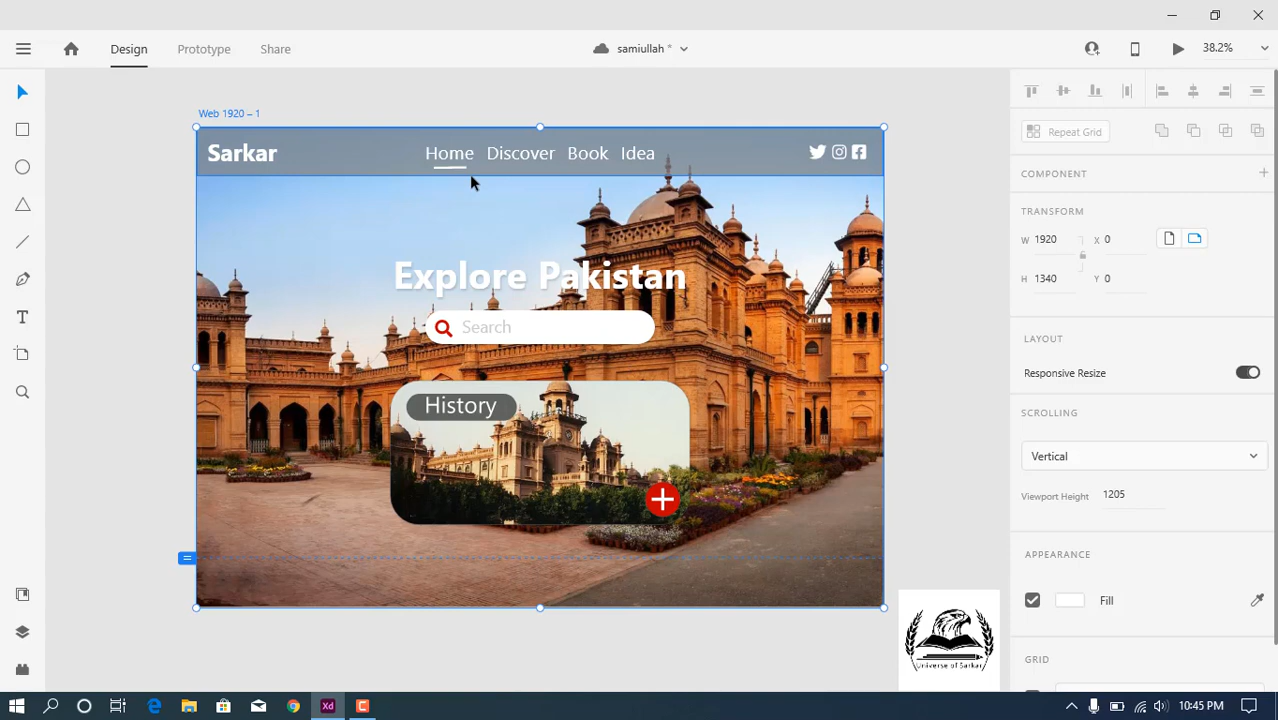 Design
Prototype
Share
samiullah *
38.2%
Web 1920 – 1
Sarkar
Home
Discover
Book
Idea
Explore Pakistan
Search
History
Repeat Grid
COMPONENT
TRANSFORM
W 1920
X 0
H 1340
Y 0
LAYOUT
Responsive Resize
SCROLLING
Vertical
Viewport Height 1205
APPEARANCE
Fill
GRID
Universe of Sarkar
Xd
C
10:45 PM